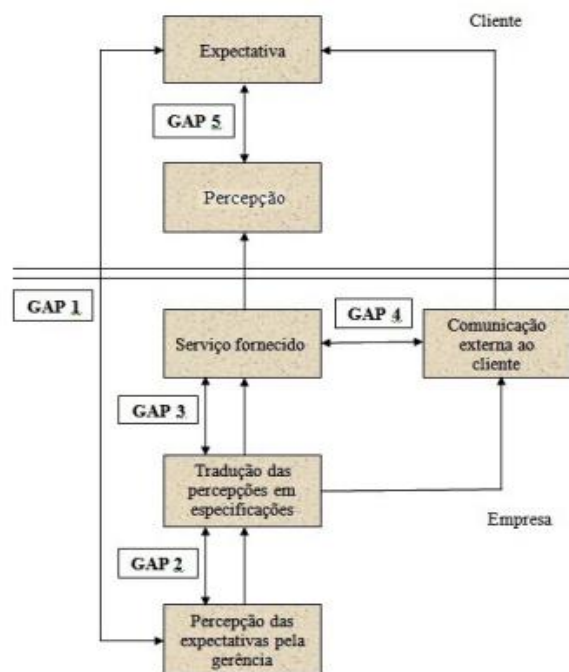 Cliente
Expectativa
GAP 5
Percepção
GAP 1
Serviço fornecido
GAP 4
Comunicação
externa ao
cliente
GAP 3
Tradução das
percepções em
especificações
Empresa
GAP 2
Percepção das
expectativas pela
gerência